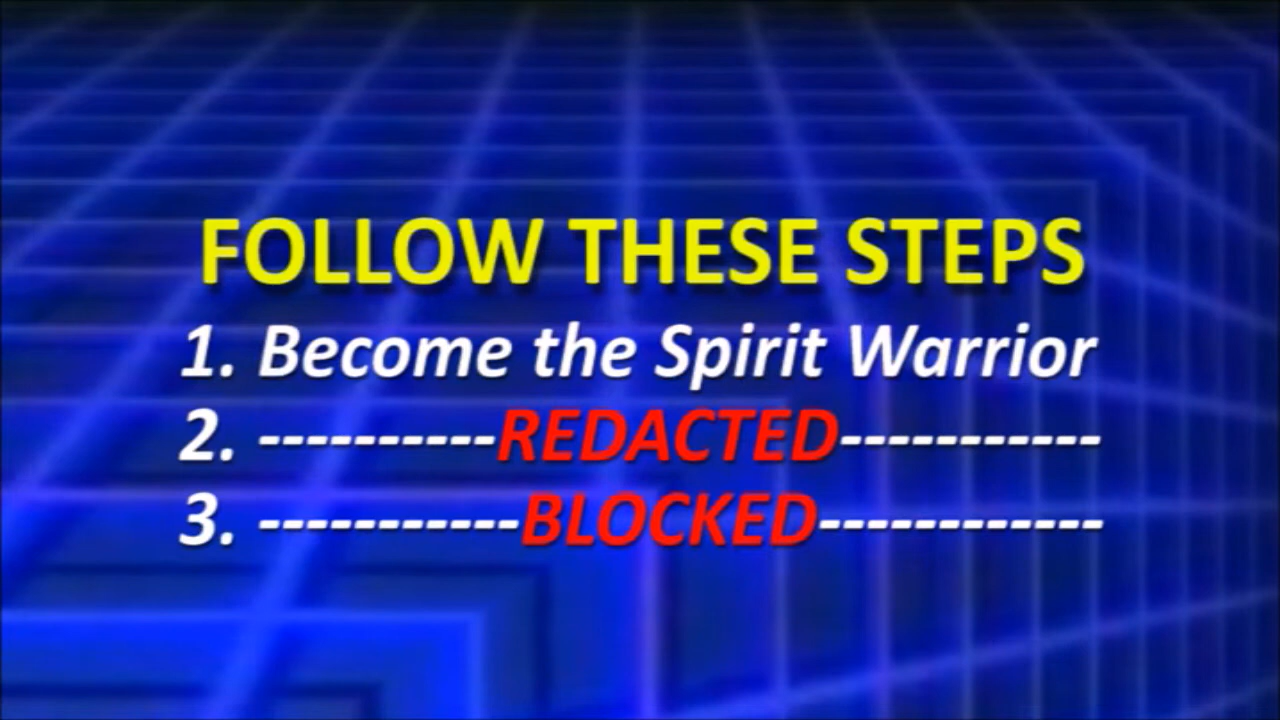 FOLLOW THESE STEPS
1. Become the Spirit Warrior
2. ----------REDACTED-----------
3. -----------BLOCKED------------